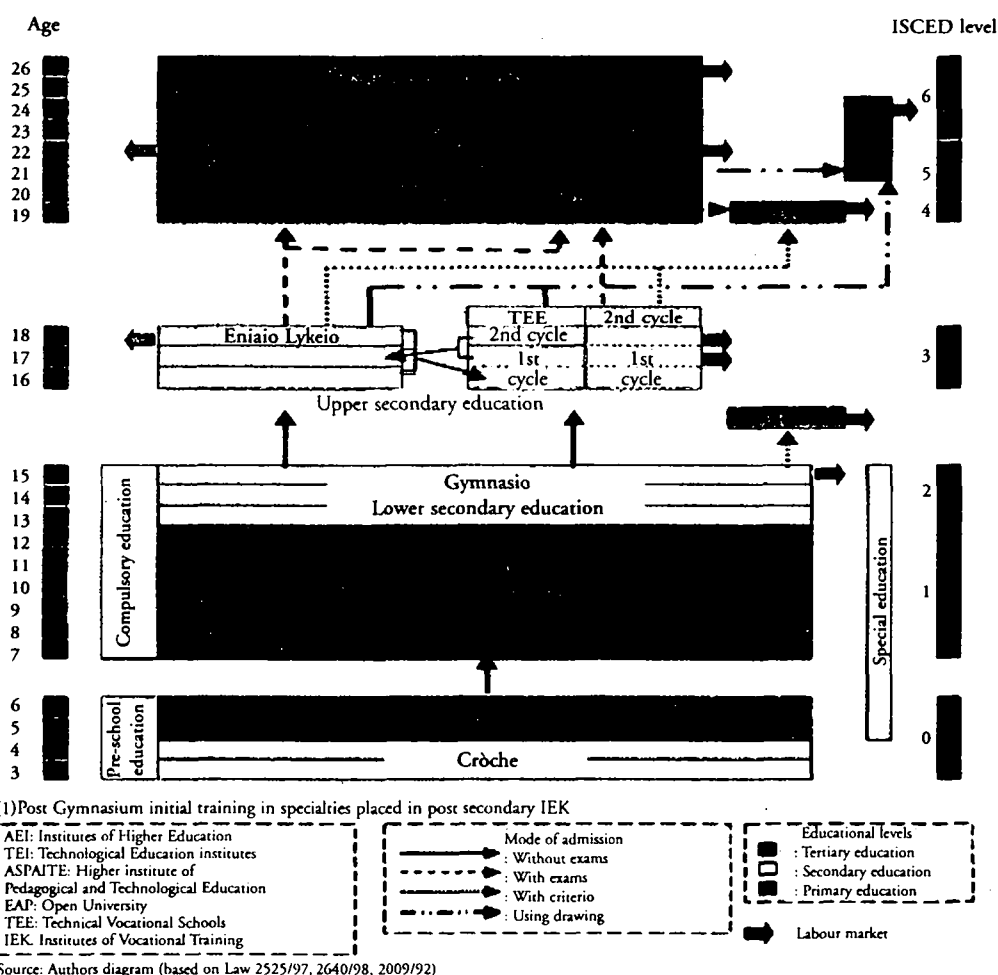 Age
ISCED level
26
25
24
23
22
21
20
19
6
5
4
18
17
16
Eniaio Lykeio
TEE
2nd cycle
2nd cycle
1st
cycle
1st
cycle
3
Upper secondary education
15
14
13
12
11
10
9
8
7
Compulsory education
Gymnasio
Lower secondary education
Special education
2
1
6
5
4
3
Pre-school
education
Cròche
0
(1)Post Gymnasium initial training in specialties placed in post secondary IEK
AEI: Institutes of Higher Education
TEI: Technological Education institutes
ASPAITE: Higher institute of
Pedagogical and Technological Education
EAP: Open University
TEE: Technical Vocational Schools
IEK. Institutes of Vocational Training
Mode of admission
: Without exams
: With exams
: With criterio
: Using drawing
Educational levels
: Tertiary education
: Secondary education
: Primary education
Labour market
Source: Authors diagram (based on Law 2525/97, 2640/98, 2009/92)